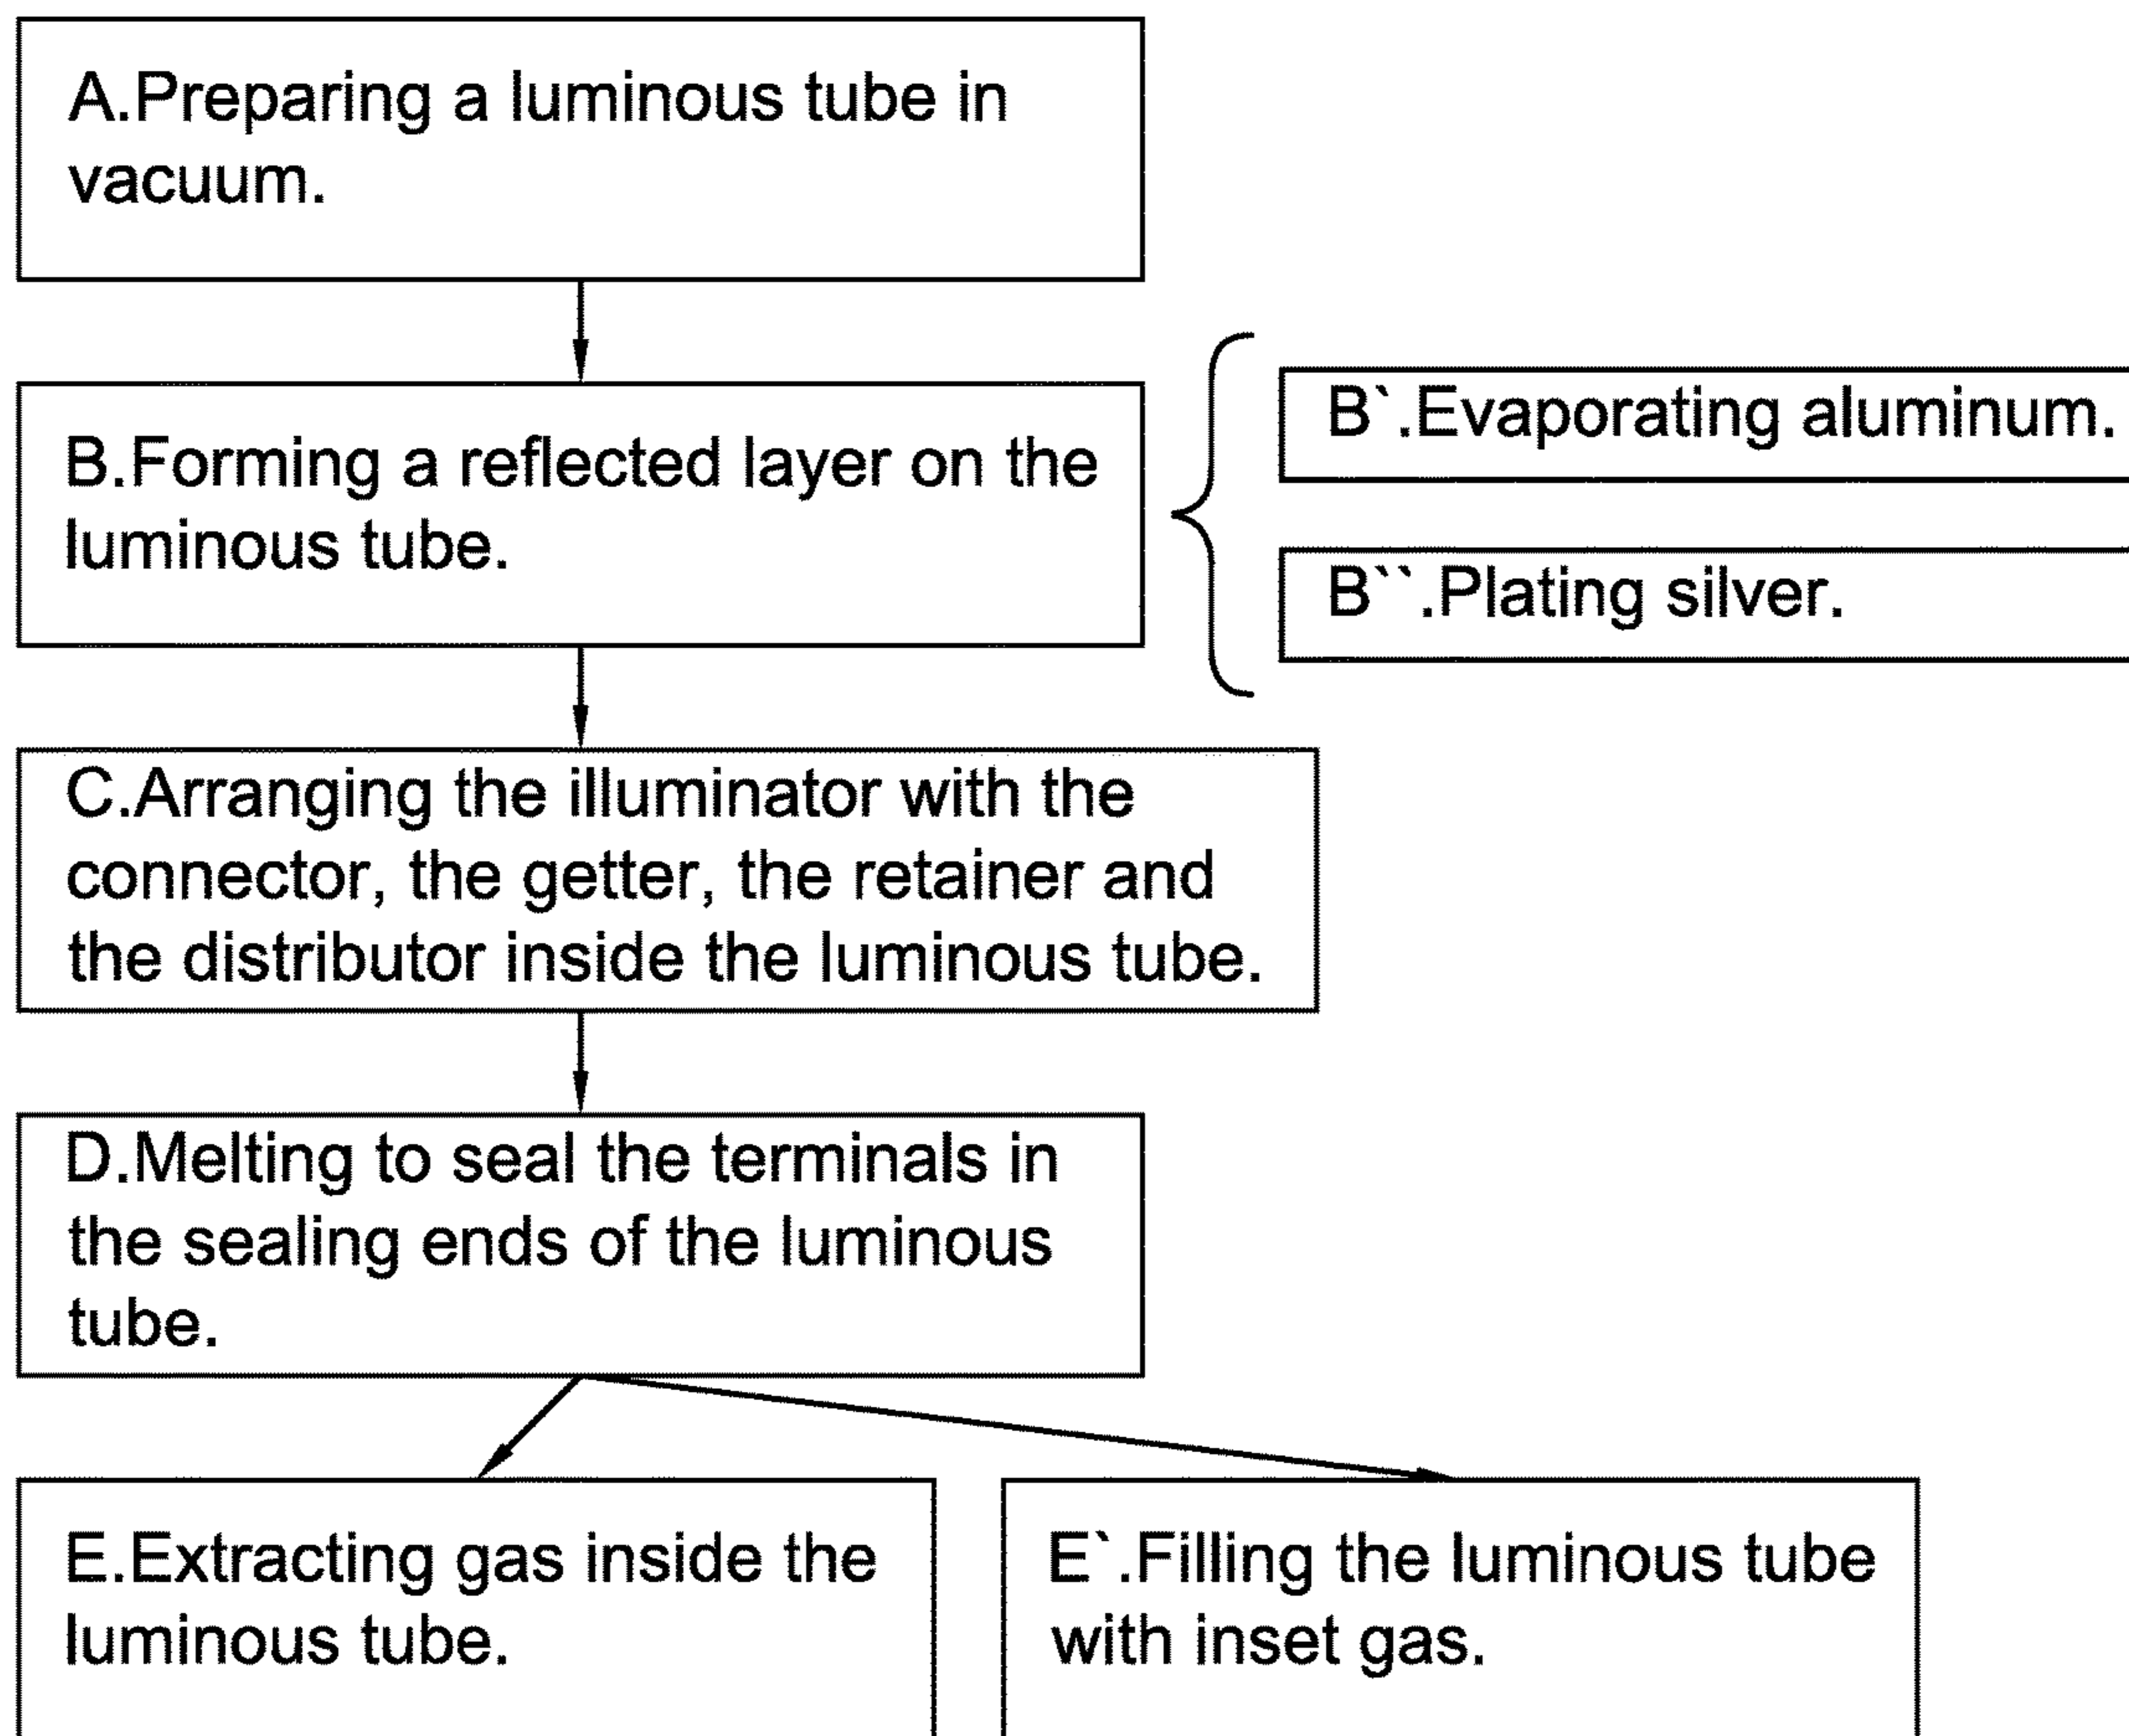 A.Preparing a luminous tube in
vacuum.
B.Forming a reflected layer on the
luminous tube.
B`.Evaporating aluminum.
B``.Plating silver.
C.Arranging the illuminator with the
connector, the getter, the retainer and
the distributor inside the luminous tube.
D.Melting to seal the terminals in
the sealing ends of the luminous
tube.
E.Extracting gas inside the
luminous tube.
E`.Filling the luminous tube
with inset gas.